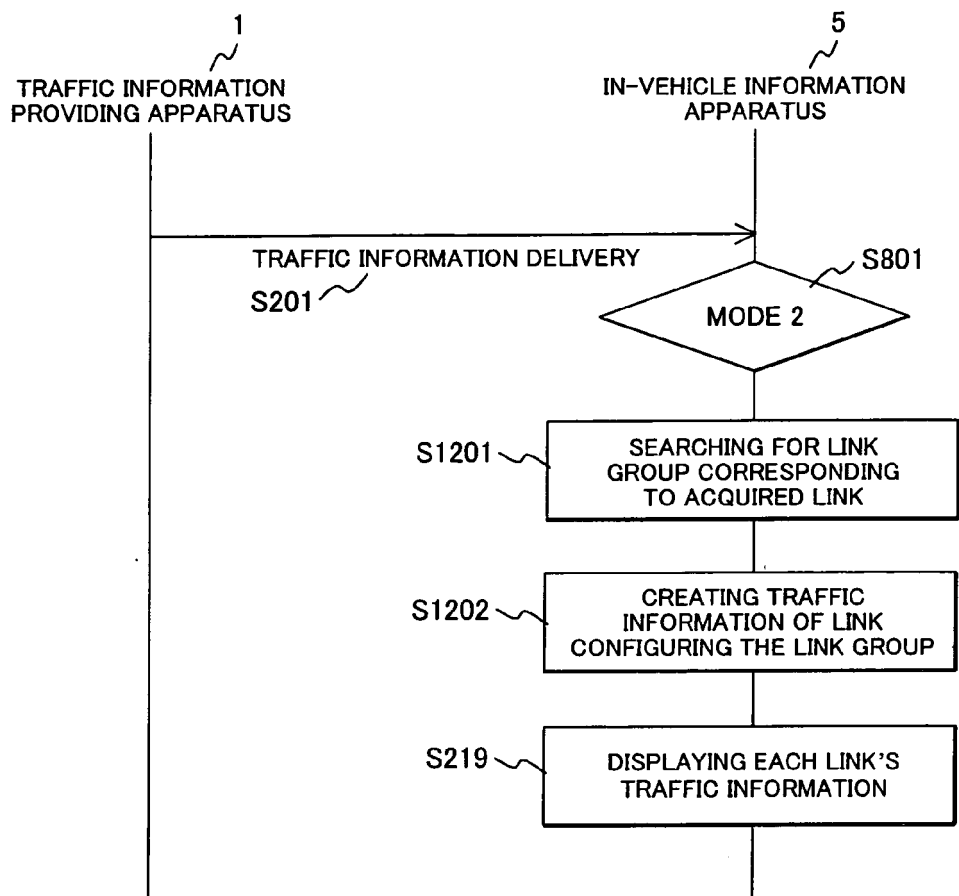 1
TRAFFIC INFORMATION
PROVIDING APPARATUS
5
IN-VEHICLE INFORMATION
APPARATUS
TRAFFIC INFORMATION DELIVERY
S201
S801
MODE 2
S1201
SEARCHING FOR LINK
GROUP CORRESPONDING
TO ACQUIRED LINK
S1202
CREATING TRAFFIC
INFORMATION OF LINK
CONFIGURING THE LINK GROUP
S219
DISPLAYING EACH LINK'S
TRAFFIC INFORMATION